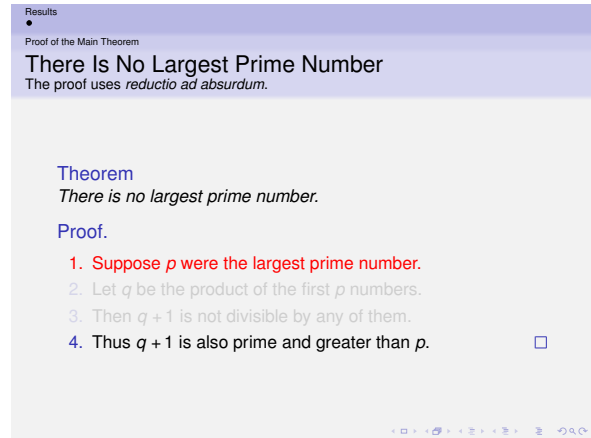 Results
Proof of the Main Theorem
There Is No Largest Prime Number
The proof uses reductio ad absurdum.
Theorem
There is no largest prime number.
Proof.
1. Suppose p were the largest prime number.
2. Let q be the product of the first p numbers.
3. Then q + 1 is not divisible by any of them.
4. Thus q + 1 is also prime and greater than p.